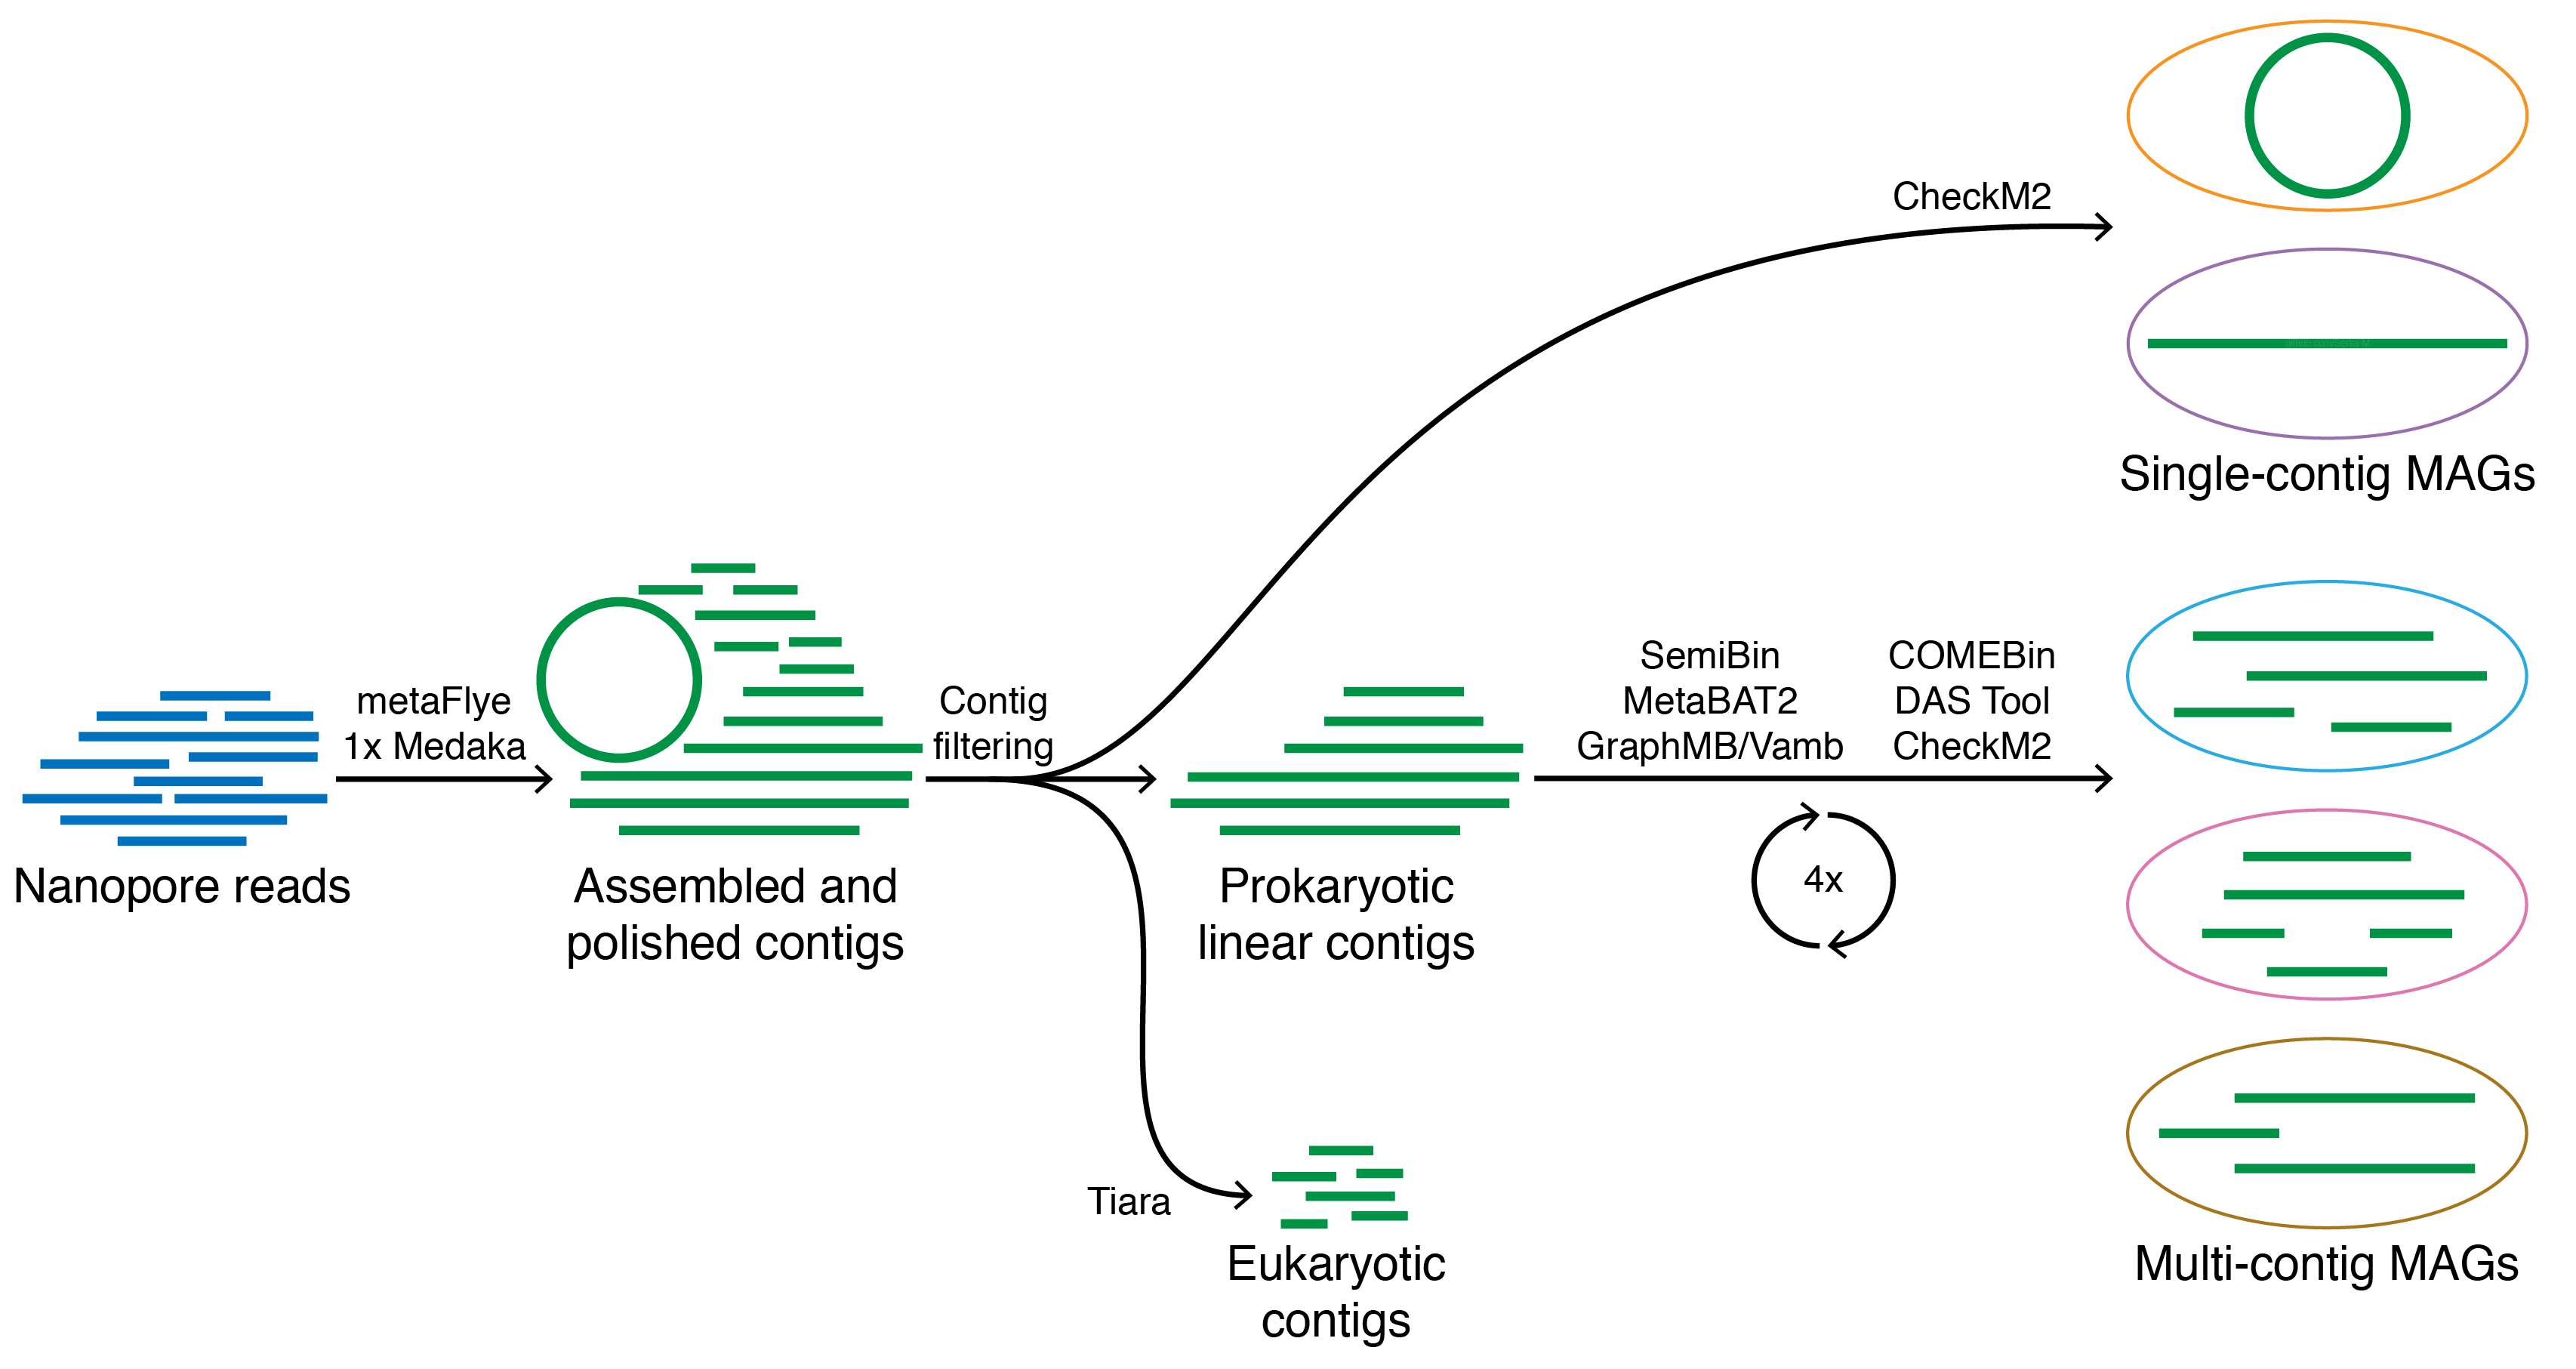 CheckM2
Single-contig MAGs
metaFlye
1x Medaka
Contig
filtering
SemiBin
MetaBAT2
GraphMB/Vamb
COMEBin
DAS Tool
CheckM2
4x
Nanopore reads
Assembled and
polished contigs
Prokaryotic
linear contigs
Tiara
Eukaryotic
contigs
Multi-contig MAGs